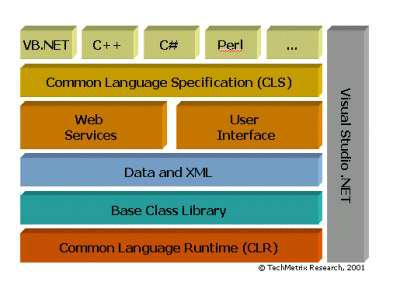 VB.NET C++ C# Perl ...
Common Language Specification (CLS)
Web Services
User Interface
Data and XML
Base Class Library
Common Language Runtime (CLR)
Visual Studio .NET
© TechMetrix Research, 2001